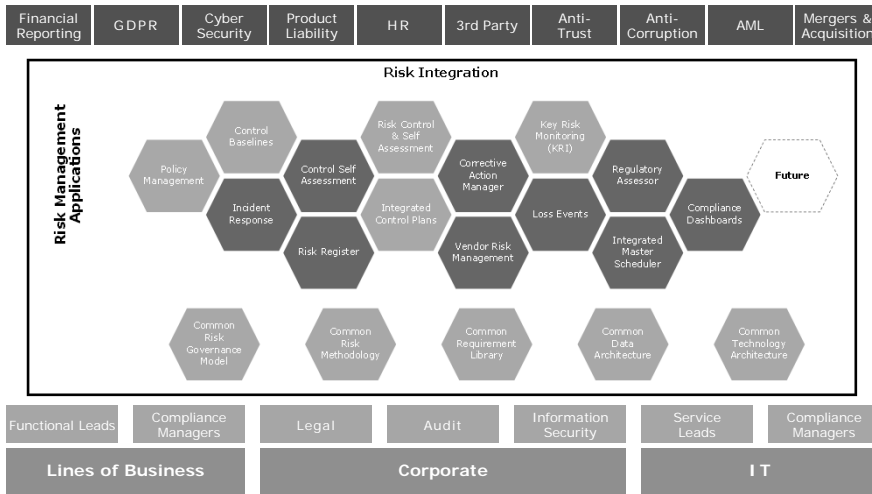 Financial
Reporting
GDPR
Cyber
Security
Product
Liability
HR
3rd Party
Anti-
Trust
Anti-
Corruption
AML
Mergers &
Acquisition
Risk Integration
Risk Management
Applications
Policy
Management
Control
Baselines
Incident
Response
Control Self
Assessment
Risk Register
Risk Control
& Self
Assessment
Integrated
Control Plans
Corrective
Action
Manager
Vendor Risk
Management
Key Risk
Monitoring
(KRI)
Loss Events
Regulatory
Assessor
Integrated
Master
Scheduler
Compliance
Dashboards
Future
Common
Risk
Governance
Model
Common
Risk
Methodology
Common
Requirement
Library
Common
Data
Architecture
Common
Technology
Architecture
Functional Leads
Compliance
Managers
Legal
Audit
Information
Security
Service
Leads
Compliance
Managers
Lines of Business
Corporate
IT